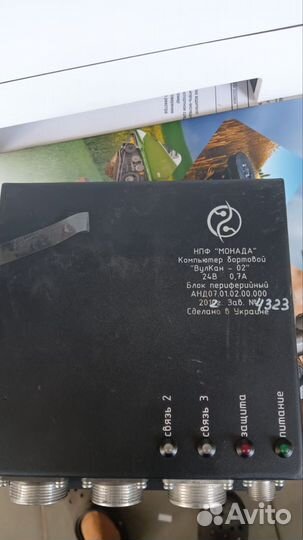 НПФ "МОНАДА"
Компьютер бортовой
"ВулКан - 02"
24В 0,7А
Блок периферийный
АНД07.01.02.00.000
2012г. Зав. № 4323
Сделано в Украине
связь 2
связь 3
защита
питание
Avito